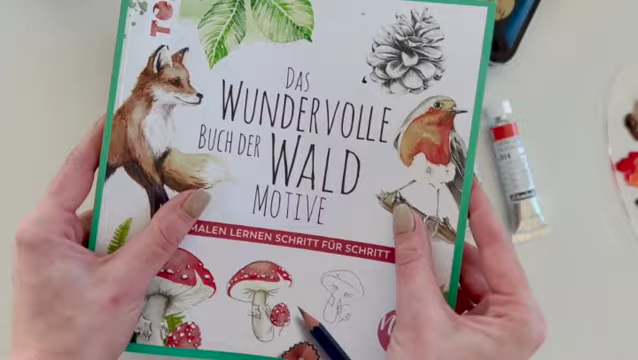 DAS
WUNDERVOLLE
BUCH DER WALD
MOTIVE
MALEN LERNEN SCHRITT FÜR SCHRITT